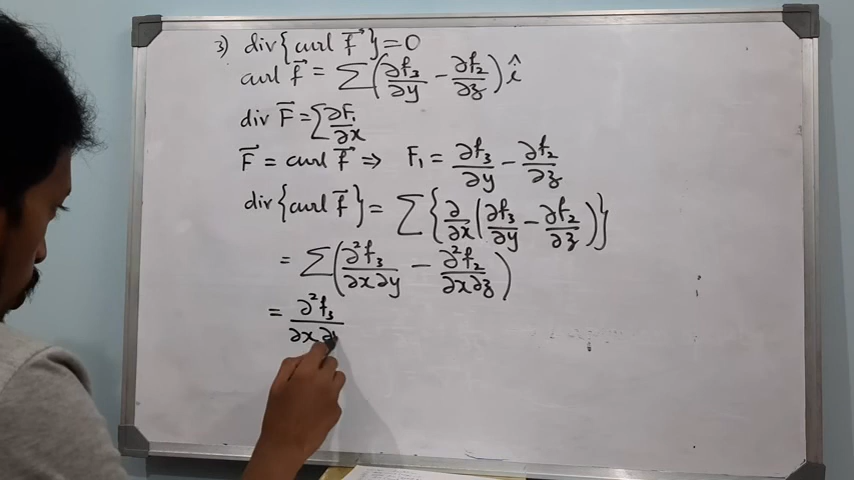 3) div{curl f⃗} = 0
curl f⃗ = ∑(∂f₃/∂y − ∂f₂/∂z) î
div F⃗ = ∑ ∂F₁/∂x
F⃗ = curl f⃗ ⇒ F₁ = ∂f₃/∂y − ∂f₂/∂z
div{curl f⃗} = ∑{∂/∂x(∂f₃/∂y − ∂f₂/∂z)}
= ∑(∂²f₃/∂x∂y − ∂²f₂/∂x∂z)
= ∂²f₃/∂x∂y